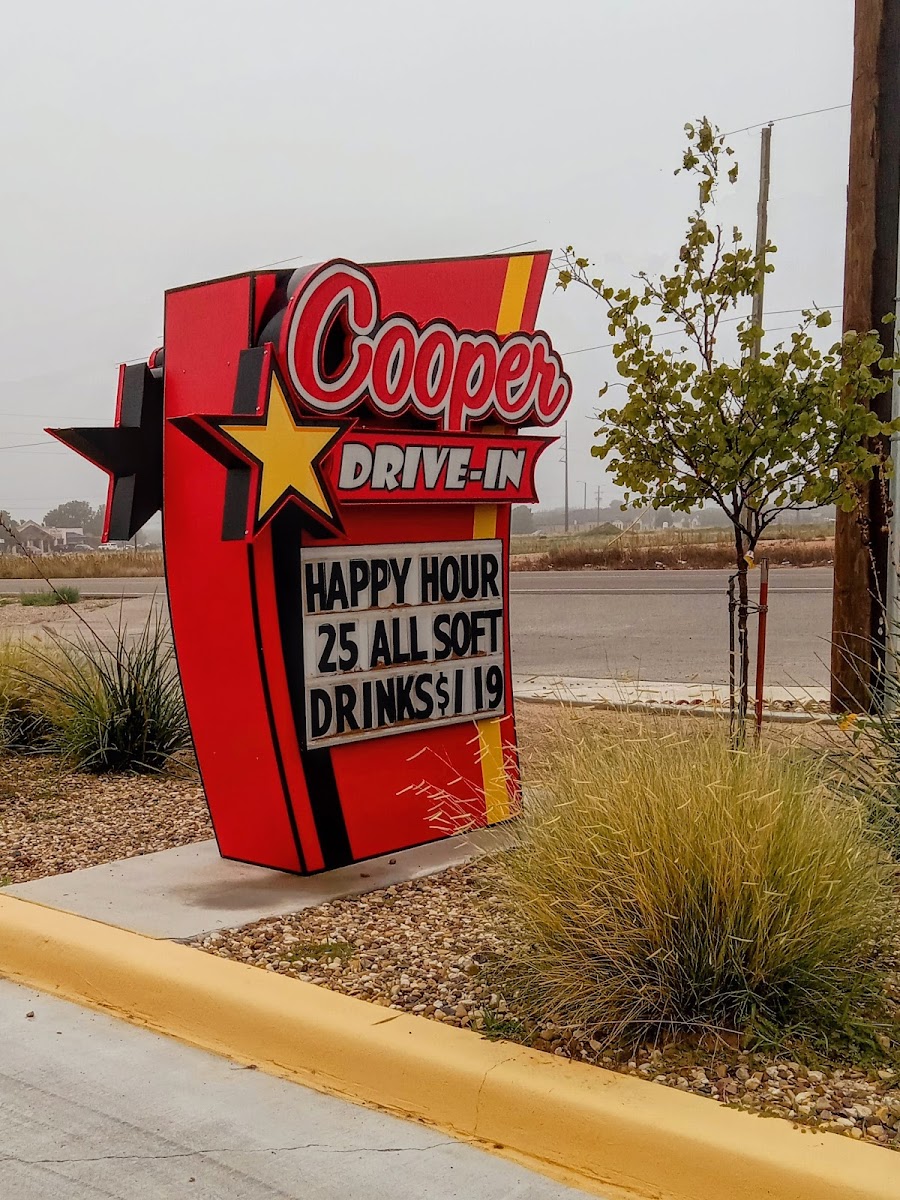 Cooper
DRIVE-IN
HAPPY HOUR
25 ALL SOFT
DRINKS $1 19